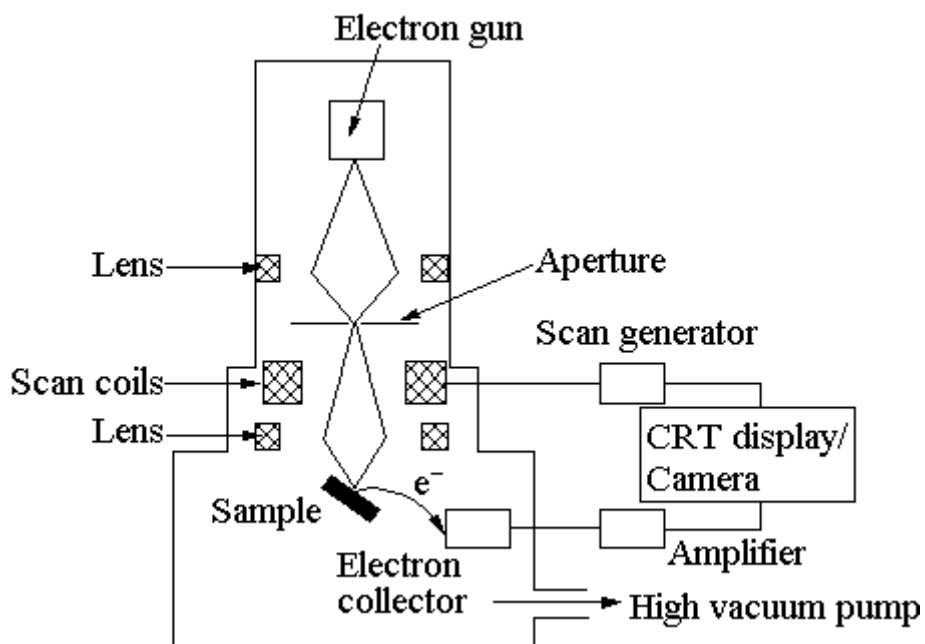 Electron gun
Lens
Aperture
Scan generator
Scan coils
Lens
CRT display/
Camera
e⁻
Sample
Amplifier
Electron
collector
High vacuum pump